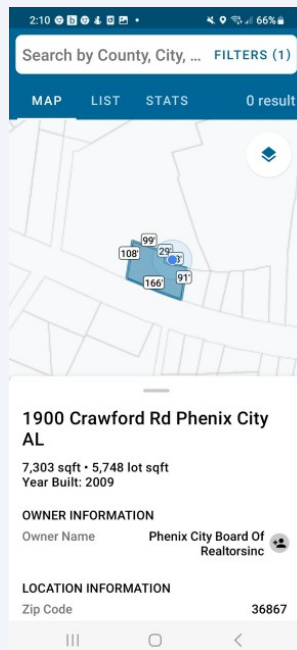 2:10 66%
Search by County, City, ... FILTERS (1)
MAP LIST STATS 0 result
99'
29'
108'
91'
166'
1900 Crawford Rd Phenix City
AL
7,303 sqft • 5,748 lot sqft
Year Built: 2009
OWNER INFORMATION
Owner Name Phenix City Board Of
Realtorsinc
LOCATION INFORMATION
Zip Code 36867